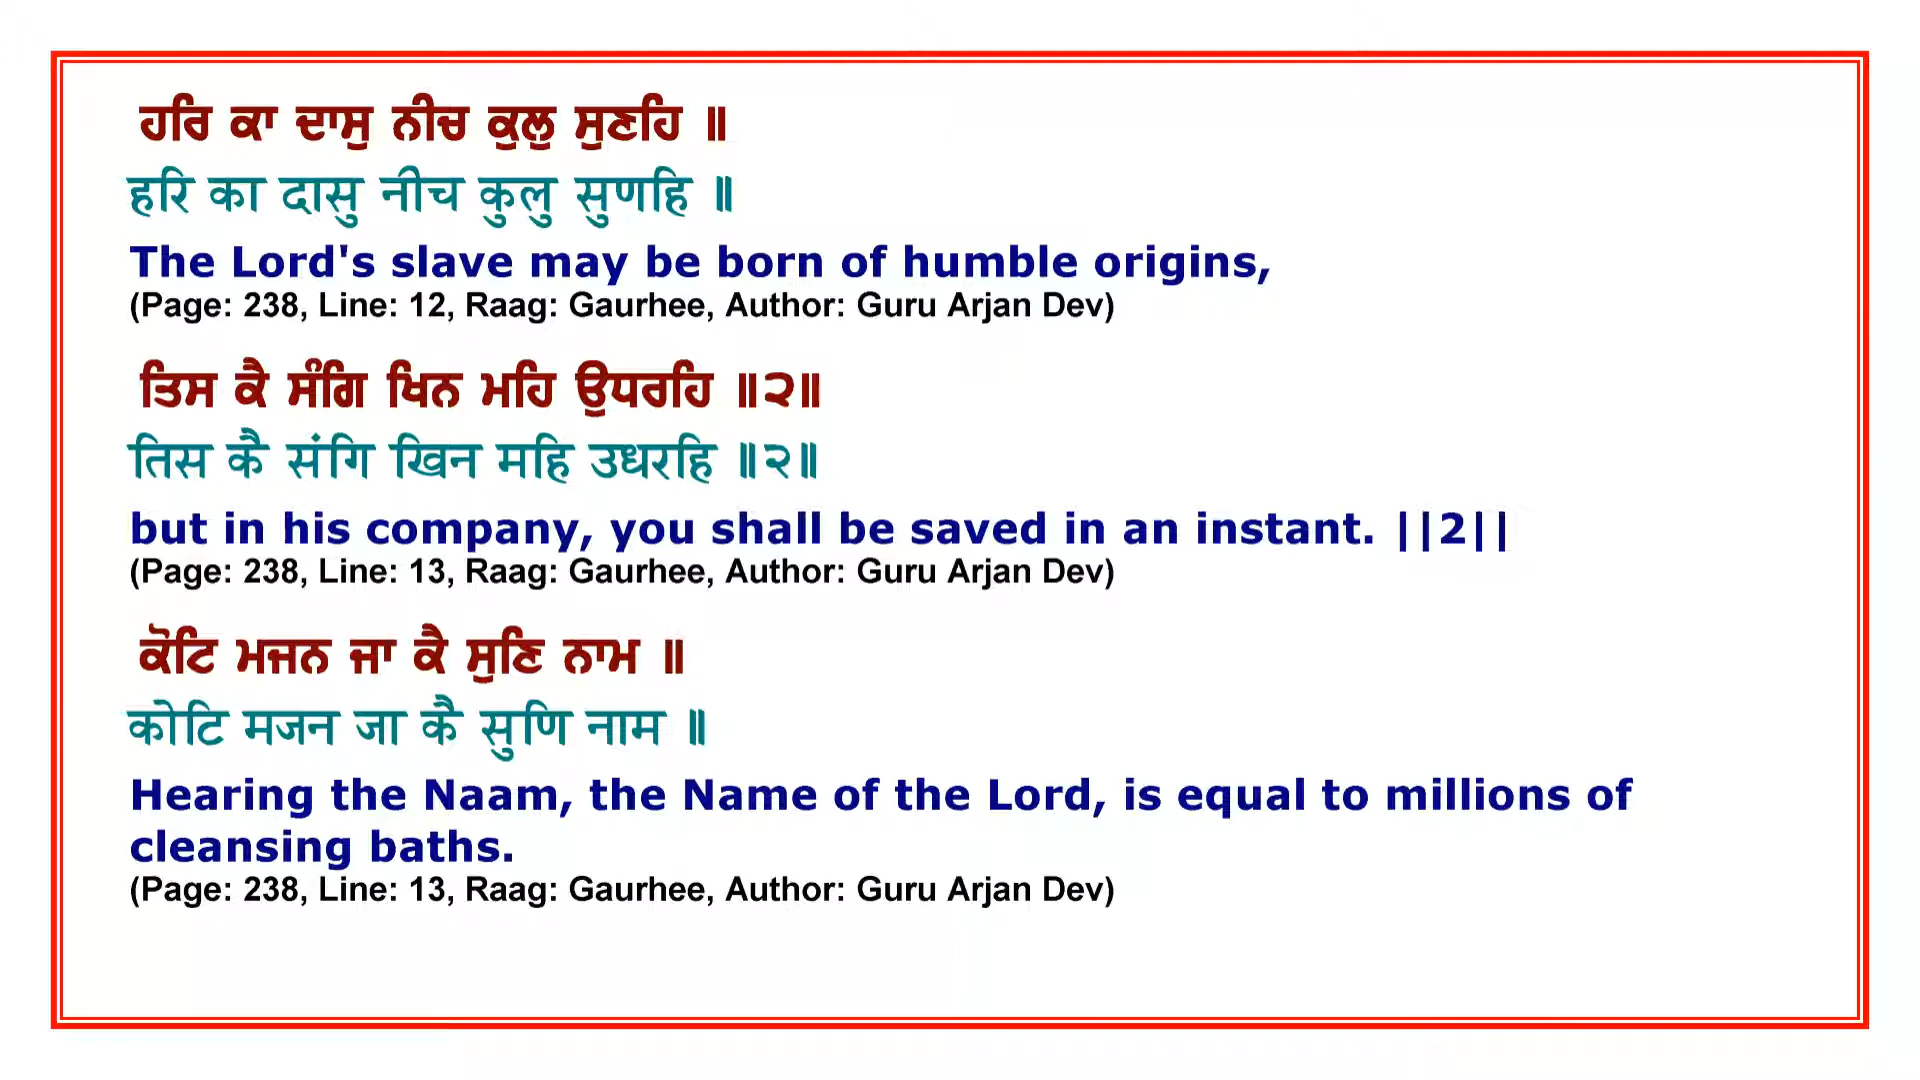 ਹਰਿ ਕਾ ਦਾਸੁ ਨੀਚ ਕੁਲੁ ਸੁਣਹਿ ॥
हरि का दासु नीच कुलु सुणहि ॥
The Lord's slave may be born of humble origins,
(Page: 238, Line: 12, Raag: Gaurhee, Author: Guru Arjan Dev)
ਤਿਸ ਕੈ ਸੰਗਿ ਖਿਨ ਮਹਿ ਉਧਰਹਿ ॥੨॥
तिस कै संगि खिन महि उधरहि ॥२॥
but in his company, you shall be saved in an instant. ||2||
(Page: 238, Line: 13, Raag: Gaurhee, Author: Guru Arjan Dev)
ਕੋਟਿ ਮਜਨ ਜਾ ਕੈ ਸੁਣਿ ਨਾਮ ॥
कोटि मजन जा कै सुणि नाम ॥
Hearing the Naam, the Name of the Lord, is equal to millions of
cleansing baths.
(Page: 238, Line: 13, Raag: Gaurhee, Author: Guru Arjan Dev)